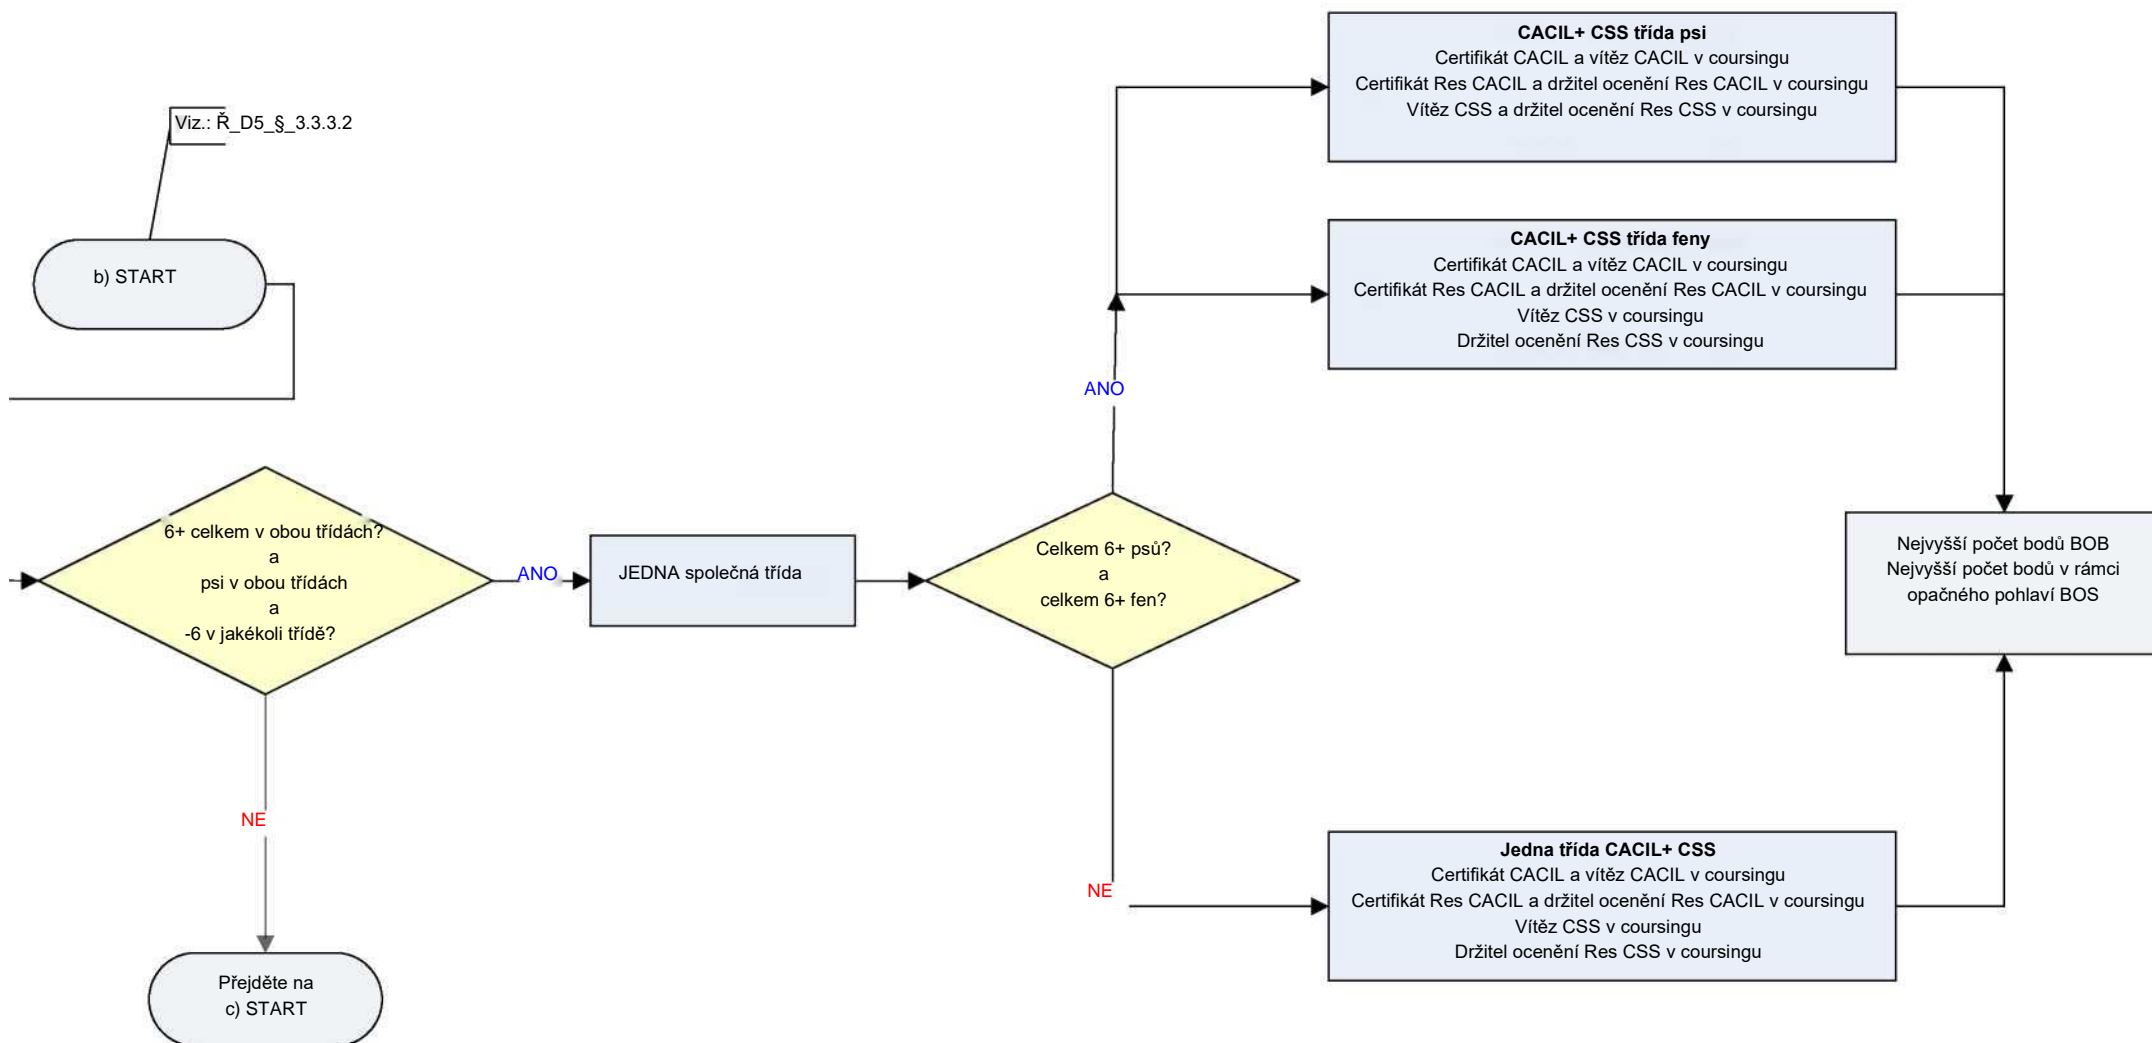 Viz.: Ř_D5_§_3.3.3.2
b) START
6+ celkem v obou třídách?
a
psi v obou třídách
a
-6 v jakékoli třídě?
ANO
NE
Přejděte na
c) START
JEDNA společná třída
Celkem 6+ psů?
a
celkem 6+ fen?
ANO
NE
CACIL+ CSS třída psi
Certifikát CACIL a vítěz CACIL v coursingu
Certifikát Res CACIL a držitel ocenění Res CACIL v coursingu
Vítěz CSS a držitel ocenění Res CSS v coursingu
CACIL+ CSS třída feny
Certifikát CACIL a vítěz CACIL v coursingu
Certifikát Res CACIL a držitel ocenění Res CACIL v coursingu
Vítěz CSS v coursingu
Držitel ocenění Res CSS v coursingu
Jedna třída CACIL+ CSS
Certifikát CACIL a vítěz CACIL v coursingu
Certifikát Res CACIL a držitel ocenění Res CACIL v coursingu
Vítěz CSS v coursingu
Držitel ocenění Res CSS v coursingu
Nejvyšší počet bodů BOB
Nejvyšší počet bodů v rámci
opačného pohlaví BOS